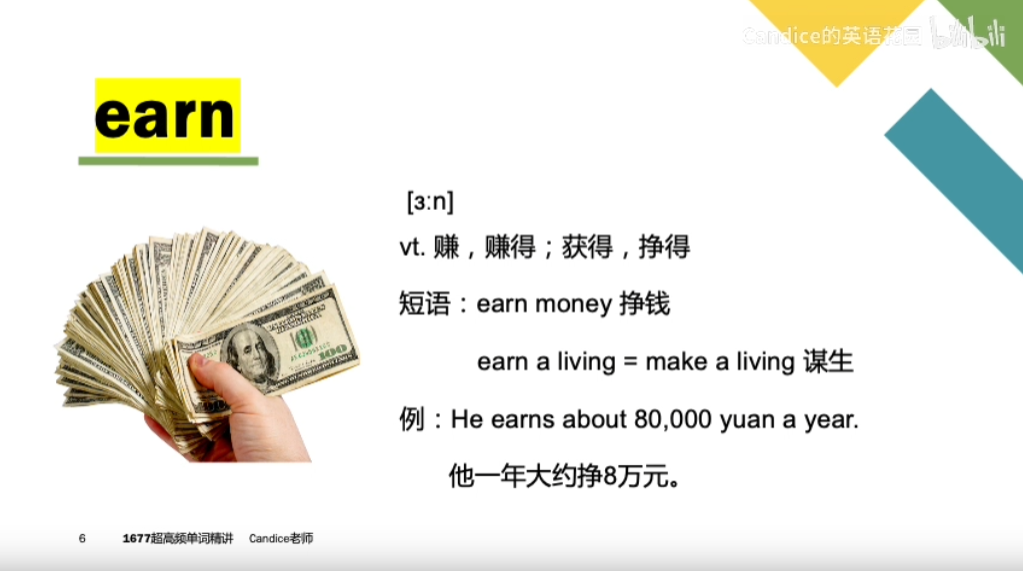 Candice的英语花园 bilibili
earn
[ɜːn]
vt. 赚，赚得；获得，挣得
短语：earn money 挣钱
earn a living = make a living 谋生
例：He earns about 80,000 yuan a year.
他一年大约挣8万元。
6 1677超高频单词精讲 Candice老师